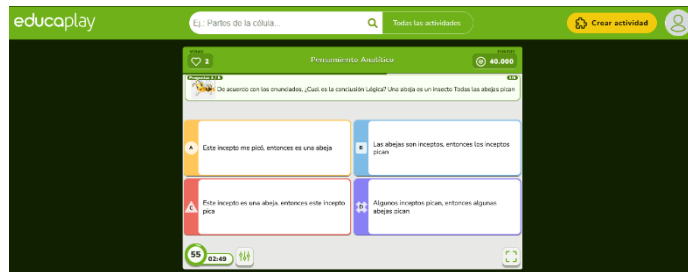 educaplay
Ej.: Partes de la célula...
Todas las actividades
Crear actividad
VIDAS
2
Pensamiento Analítico
PUNTOS
40.000
De acuerdo con los enunciados, ¿Cuál es la conclusión Lógica? Una abeja es un insecto Todas las abejas pican
A
Este incepto me picó, entonces es una abeja
B
Las abejas son inceptos, entonces los inceptos
pican
C
Este incepto es una abeja, entonces este incepto
pica
D
Algunos inceptos pican, entonces algunas
abejas pican
55
02:49